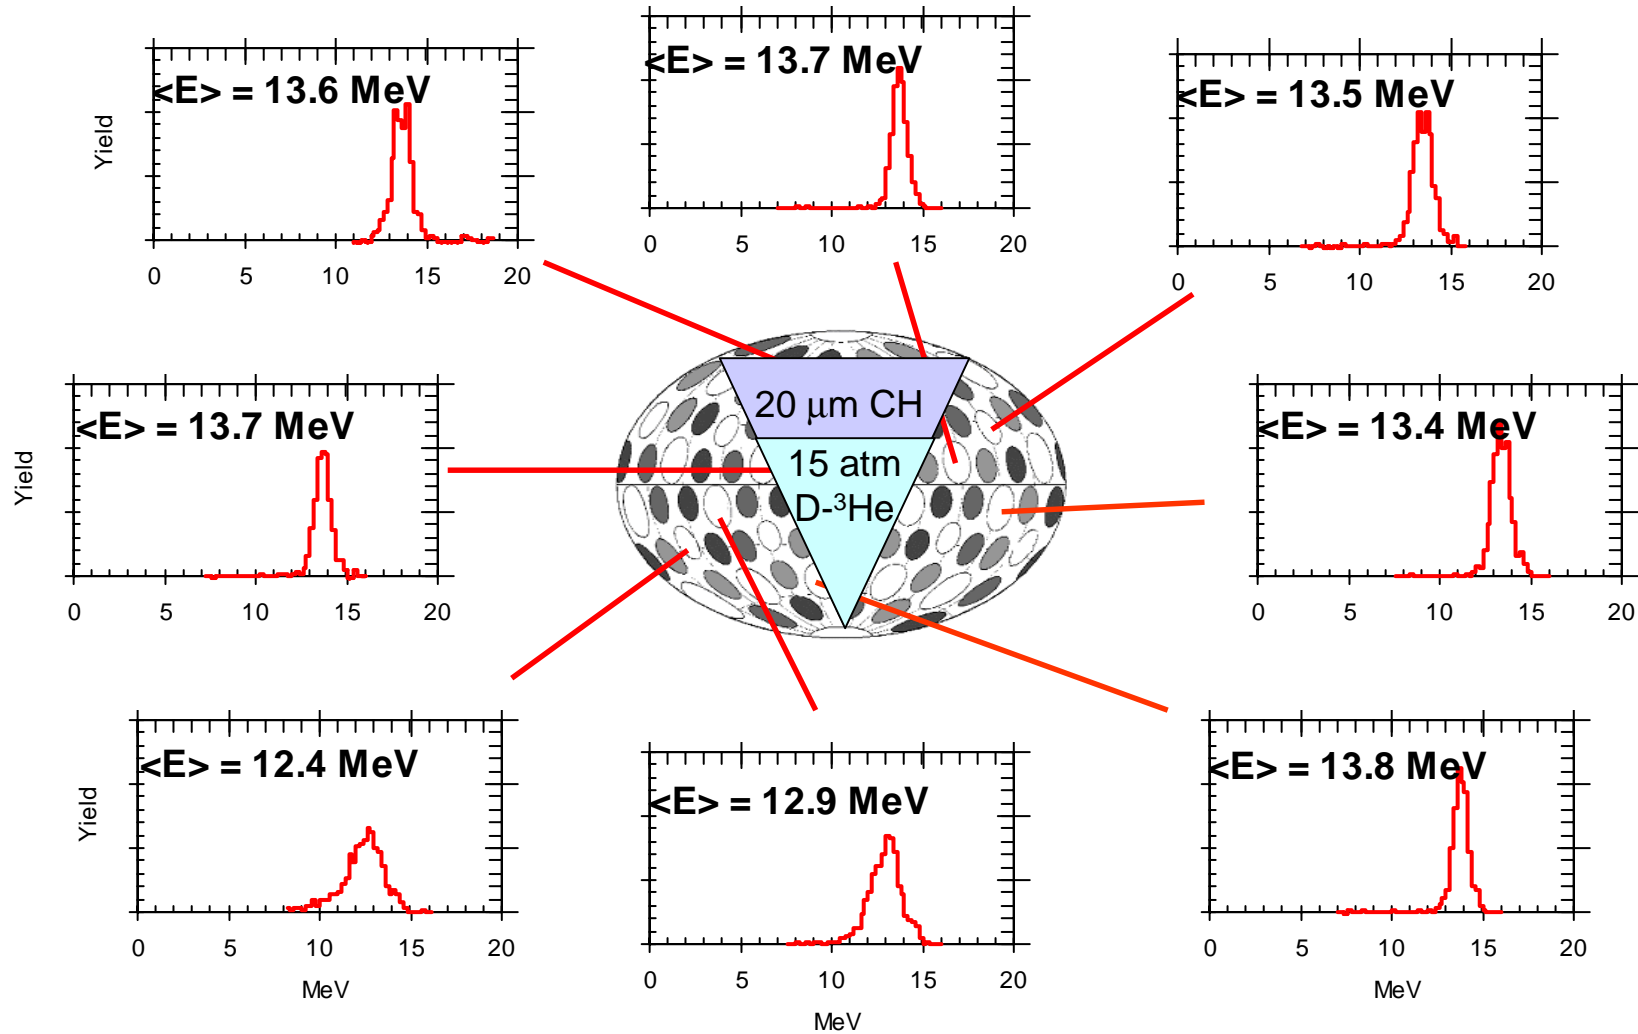 <E> = 13.6 MeV
Yield
0 5 10 15 20
<E> = 13.7 MeV
0 5 10 15 20
<E> = 13.5 MeV
0 5 10 15 20
<E> = 13.7 MeV
Yield
0 5 10 15 20
20 μm CH
15 atm
D-³He
<E> = 13.4 MeV
0 5 10 15 20
<E> = 12.4 MeV
Yield
0 5 10 15 20
MeV
<E> = 12.9 MeV
0 5 10 15 20
MeV
<E> = 13.8 MeV
0 5 10 15 20
MeV